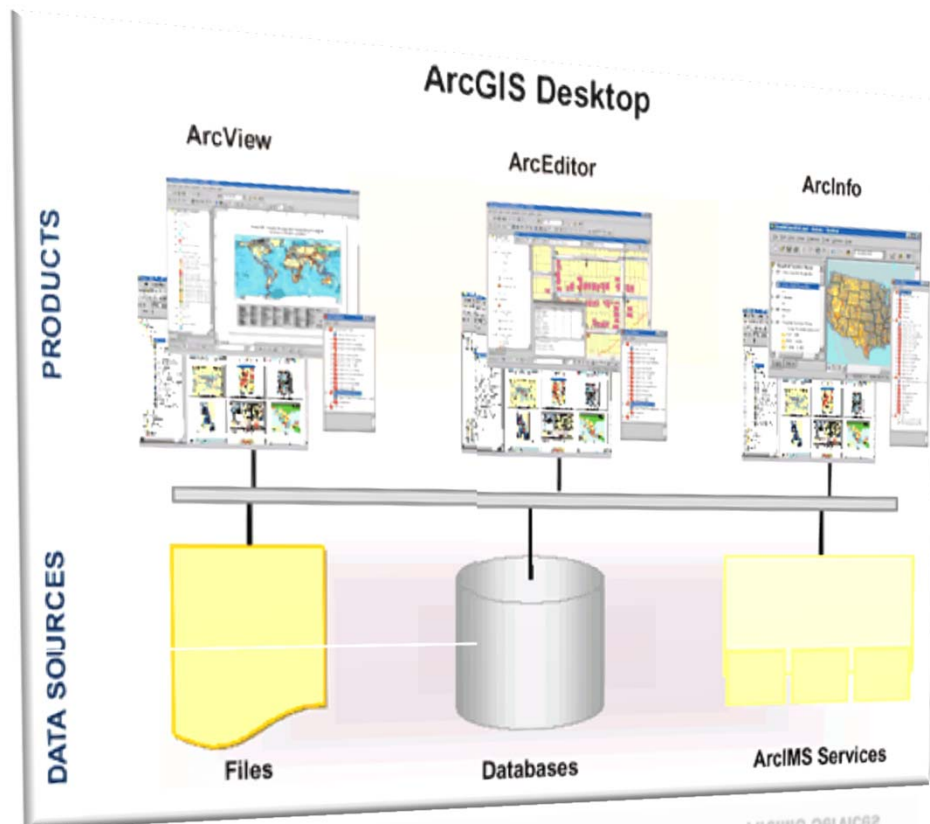 ArcGIS Desktop
ArcView
ArcEditor
ArcInfo
PRODUCTS
DATA SOURCES
Files
Databases
ArcIMS Services